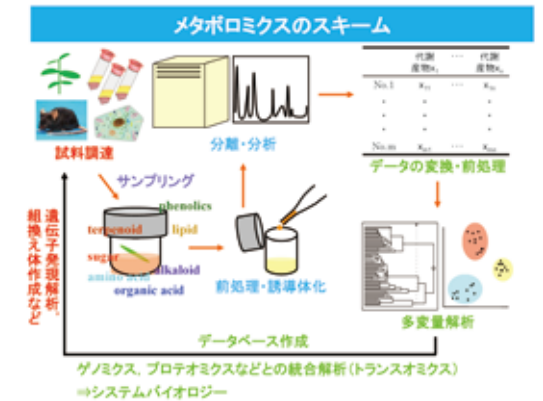 メタボロミクスのスキーム
代謝 … 代謝
産物x₁ 産物xₙ
No.1 x₁₁ … x₁ₙ
No.m … 
試料調達
分離・分析
データの変換・前処理
サンプリング
phenolics
terpenoid
lipid
sugar
alkaloid
amino acid
organic acid
前処理・誘導体化
多変量解析
遺伝子発現解析,
組換え体作成など
データベース作成
ゲノミクス, プロテオミクスなどとの統合解析(トランスオミクス)
⇒システムバイオロジー